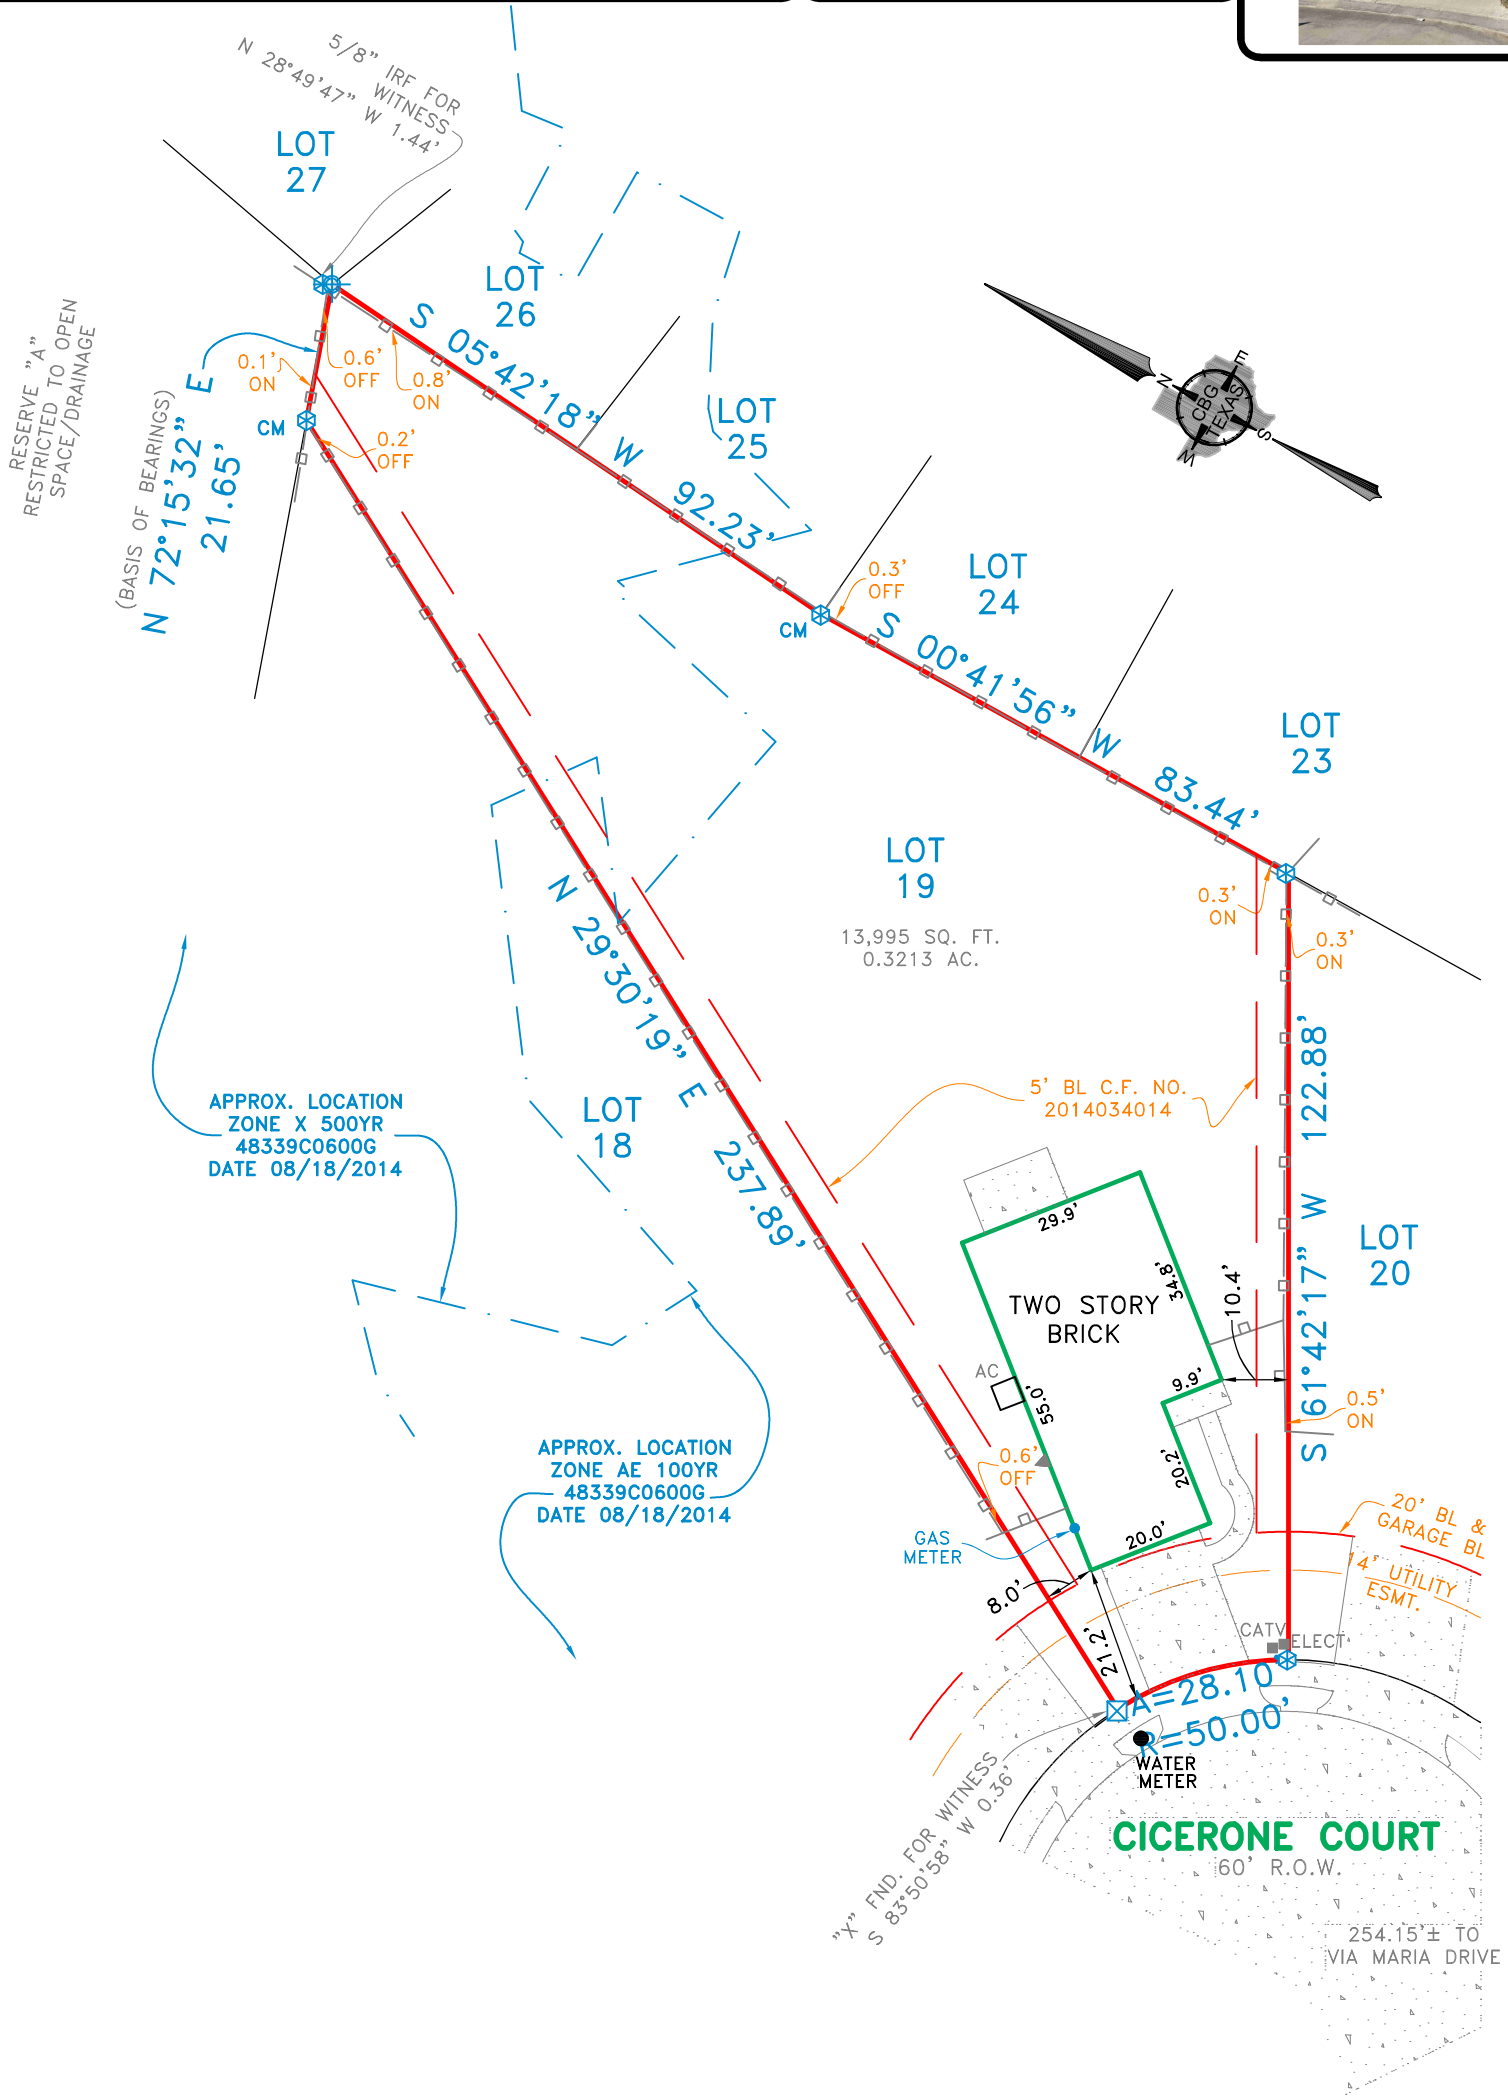 5/8" IRF FOR
WITNESS
N 28°49'47" W 1.44'
LOT
27
LOT
26
S 05°42'18" W 92.23'
RESERVE "A"
RESTRICTED TO OPEN
SPACE/DRAINAGE
(BASIS OF BEARINGS)
N 72°15'32" E
21.65'
0.1'
ON
0.6'
OFF
0.8'
ON
CM
0.2'
OFF
LOT
25
N
E
CBG
TEXAS
W
S
CM
0.3'
OFF
LOT
24
S 00°41'56" W 83.44'
LOT
23
LOT
19
13,995 SQ. FT.
0.3213 AC.
0.3'
ON
0.3'
ON
N 29°30'19" E 237.89'
S 61°42'17" W 122.88'
5' BL C.F. NO.
2014034014
APPROX. LOCATION
ZONE X 500YR
48339C0600G
DATE 08/18/2014
LOT
18
LOT
20
29.9'
34.8'
TWO STORY
BRICK
10.4'
AC
55.0'
9.9'
20.2'
0.5'
ON
0.6'
OFF
APPROX. LOCATION
ZONE AE 100YR
48339C0600G
DATE 08/18/2014
GAS
METER
20.0'
20' BL &
GARAGE BL
14' UTILITY
ESMT.
8.0'
21.2'
CATV
ELECT
A=28.10
R=50.00'
WATER
METER
"X" FND. FOR WITNESS
S 83°50'58" W 0.36'
CICERONE COURT
60' R.O.W.
254.15'± TO
VIA MARIA DRIVE